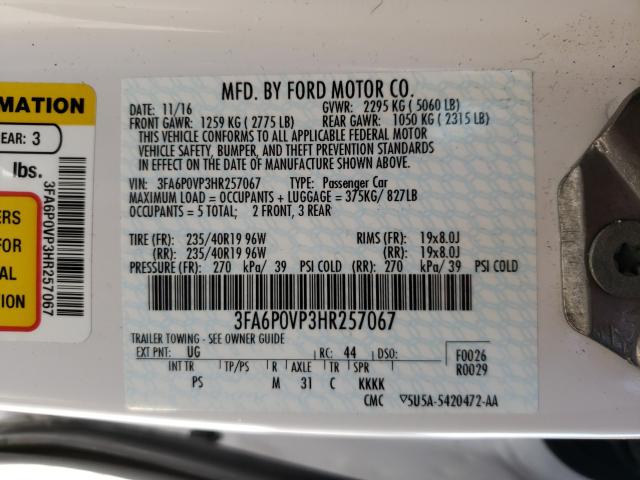 MFD. BY FORD MOTOR CO.
DATE: 11/16 GVWR: 2295 KG ( 5060 LB)
FRONT GAWR: 1259 KG ( 2775 LB) REAR GAWR: 1050 KG ( 2315 LB)
THIS VEHICLE CONFORMS TO ALL APPLICABLE FEDERAL MOTOR
VEHICLE SAFETY, BUMPER, AND THEFT PREVENTION STANDARDS
IN EFFECT ON THE DATE OF MANUFACTURE SHOWN ABOVE.
VIN: 3FA6P0VP3HR257067 TYPE: Passenger Car
MAXIMUM LOAD = OCCUPANTS + LUGGAGE = 375KG/ 827LB
OCCUPANTS = 5 TOTAL; 2 FRONT, 3 REAR
TIRE (FR): 235/40R19 96W RIMS (FR): 19x8.0J
(RR): 235/40R19 96W (RR): 19x8.0J
PRESSURE (FR): 270 kPa/ 39 PSI COLD (RR): 270 kPa/ 39 PSI COLD
3FA6P0VP3HR257067
TRAILER TOWING - SEE OWNER GUIDE
EXT PNT: UG RC: 44 DSO:
F0026
R0029
INT TR TP/PS R AXLE TR SPR
PS M 31 C KKKK
CMC ▽5U5A-5420472-AA
RMATION
EAR: 3
lbs.
3FA6P0VP3HR257067
ERS
FOR
AL
ON